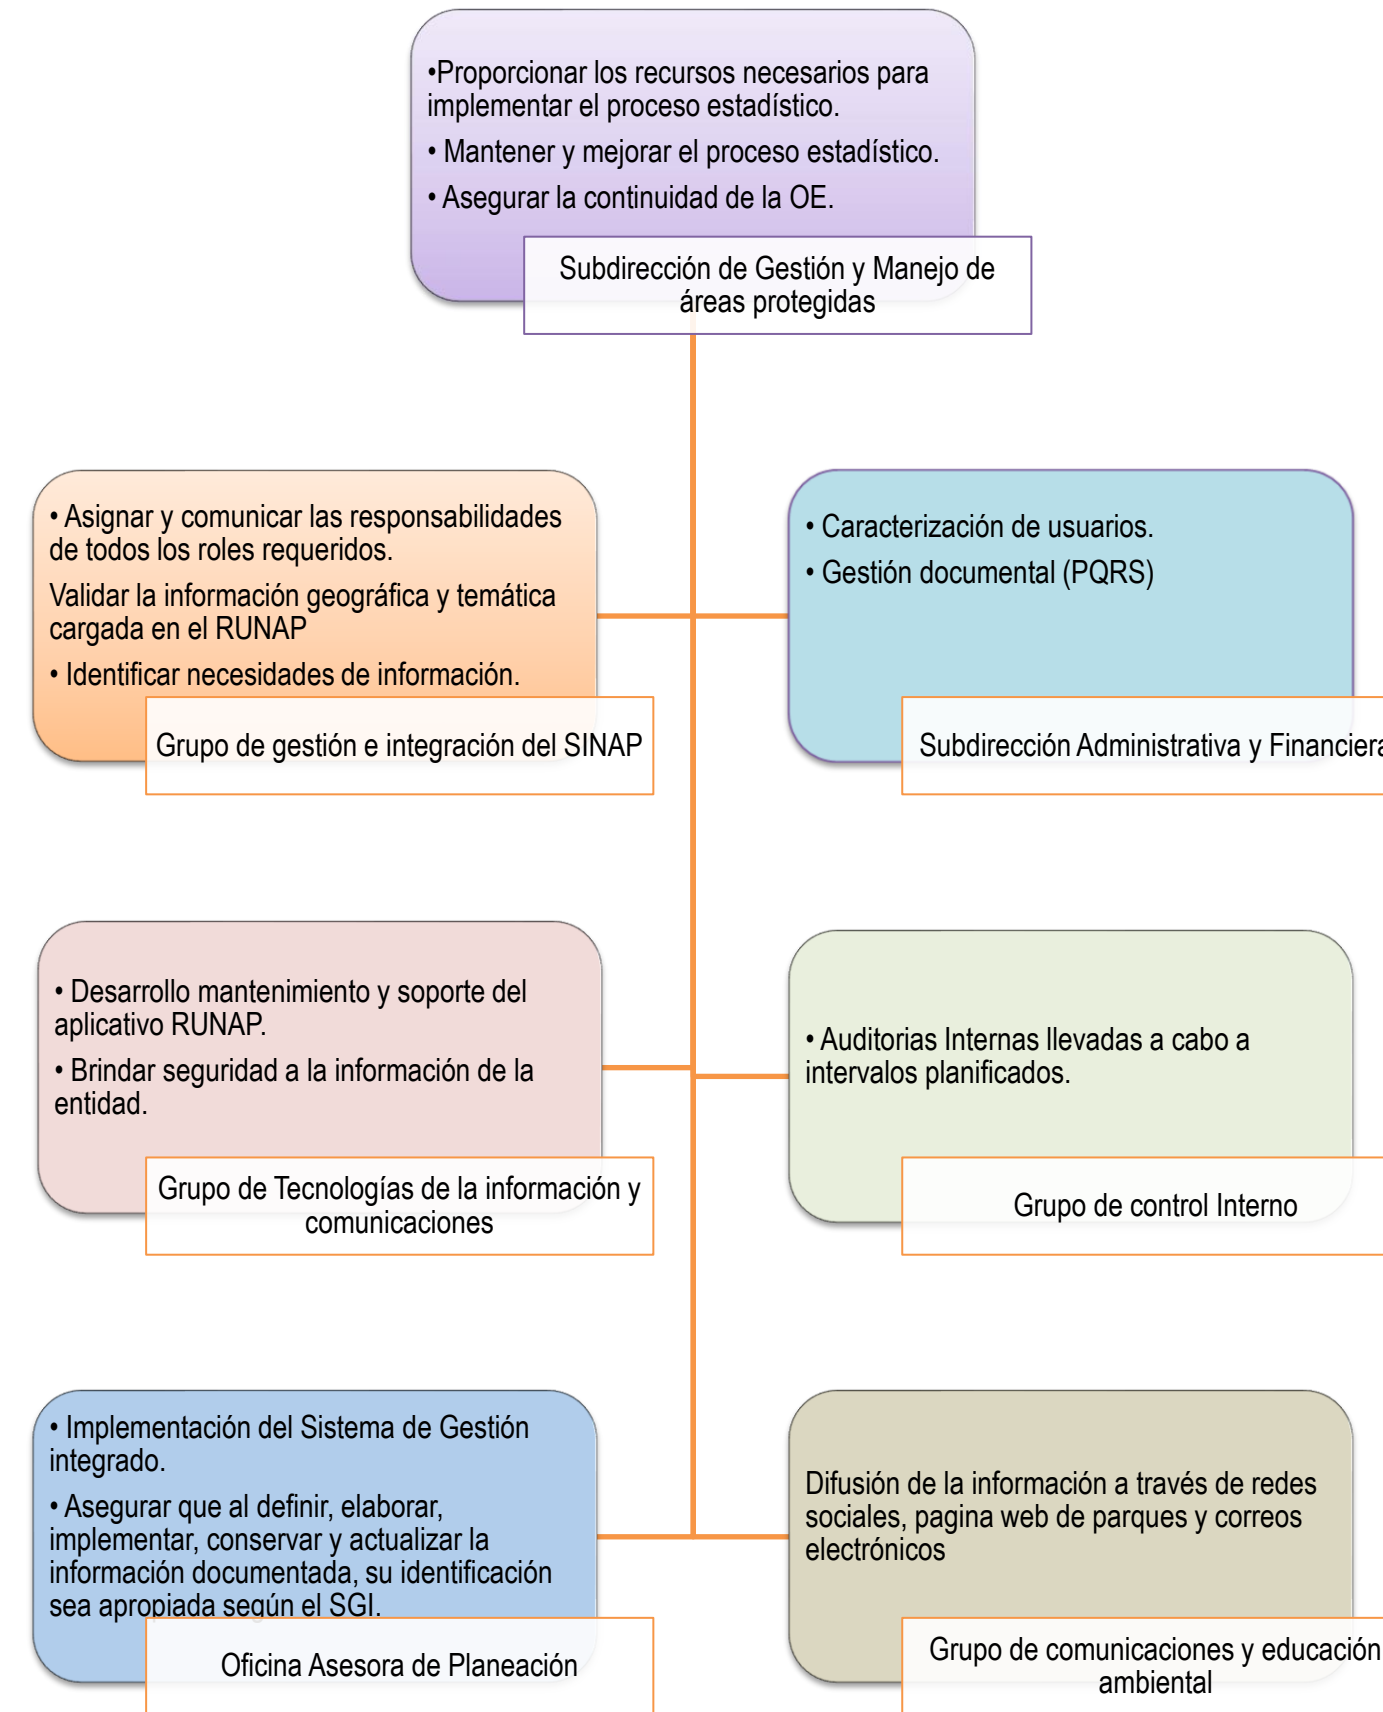 •Proporcionar los recursos necesarios para
implementar el proceso estadístico.
• Mantener y mejorar el proceso estadístico.
• Asegurar la continuidad de la OE.
Subdirección de Gestión y Manejo de
áreas protegidas
• Asignar y comunicar las responsabilidades
de todos los roles requeridos.
Validar la información geográfica y temática
cargada en el RUNAP
• Identificar necesidades de información.
Grupo de gestión e integración del SINAP
• Caracterización de usuarios.
• Gestión documental (PQRS)
Subdirección Administrativa y Financiera
• Desarrollo mantenimiento y soporte del
aplicativo RUNAP.
• Brindar seguridad a la información de la
entidad.
Grupo de Tecnologías de la información y
comunicaciones
• Auditorias Internas llevadas a cabo a
intervalos planificados.
Grupo de control Interno
• Implementación del Sistema de Gestión
integrado.
• Asegurar que al definir, elaborar,
implementar, conservar y actualizar la
información documentada, su identificación
sea apropiada según el SGI.
Oficina Asesora de Planeación
Difusión de la información a través de redes
sociales, pagina web de parques y correos
electrónicos
Grupo de comunicaciones y educación
ambiental